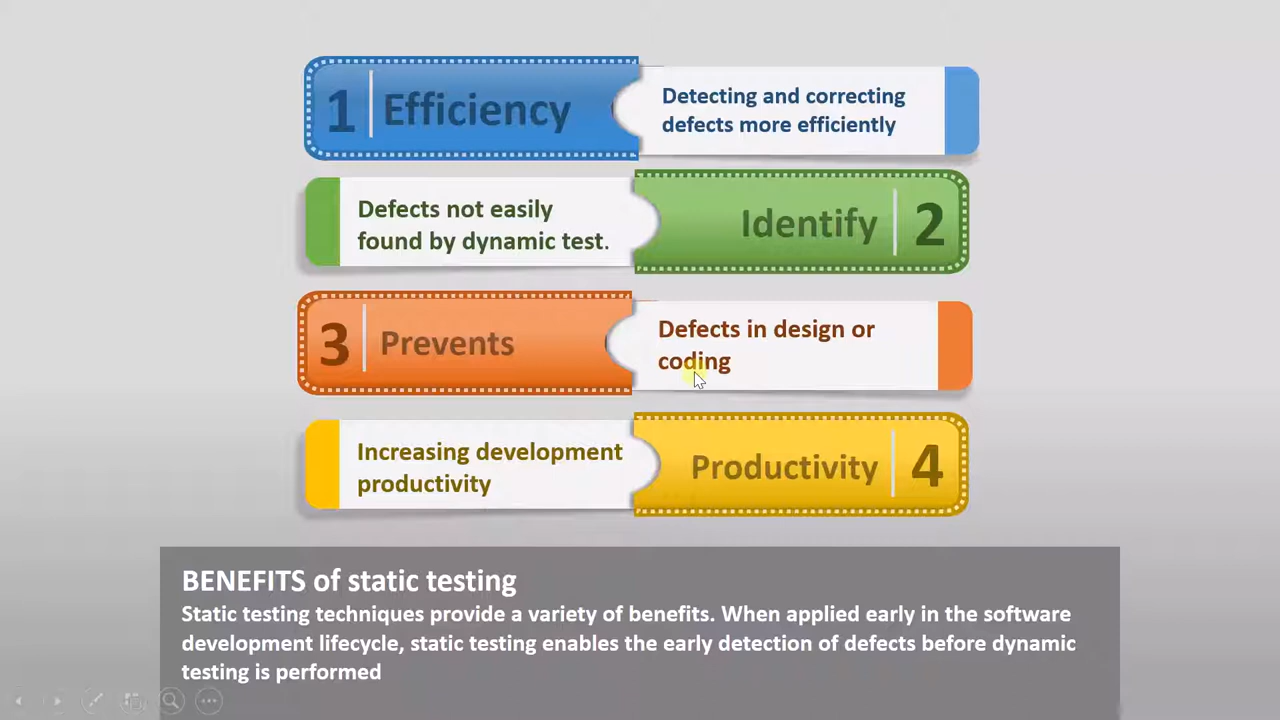 1 Efficiency
Detecting and correcting
defects more efficiently
Defects not easily
found by dynamic test.
Identify 2
3 Prevents
Defects in design or
coding
Increasing development
productivity
Productivity 4
BENEFITS of static testing
Static testing techniques provide a variety of benefits. When applied early in the software
development lifecycle, static testing enables the early detection of defects before dynamic
testing is performed